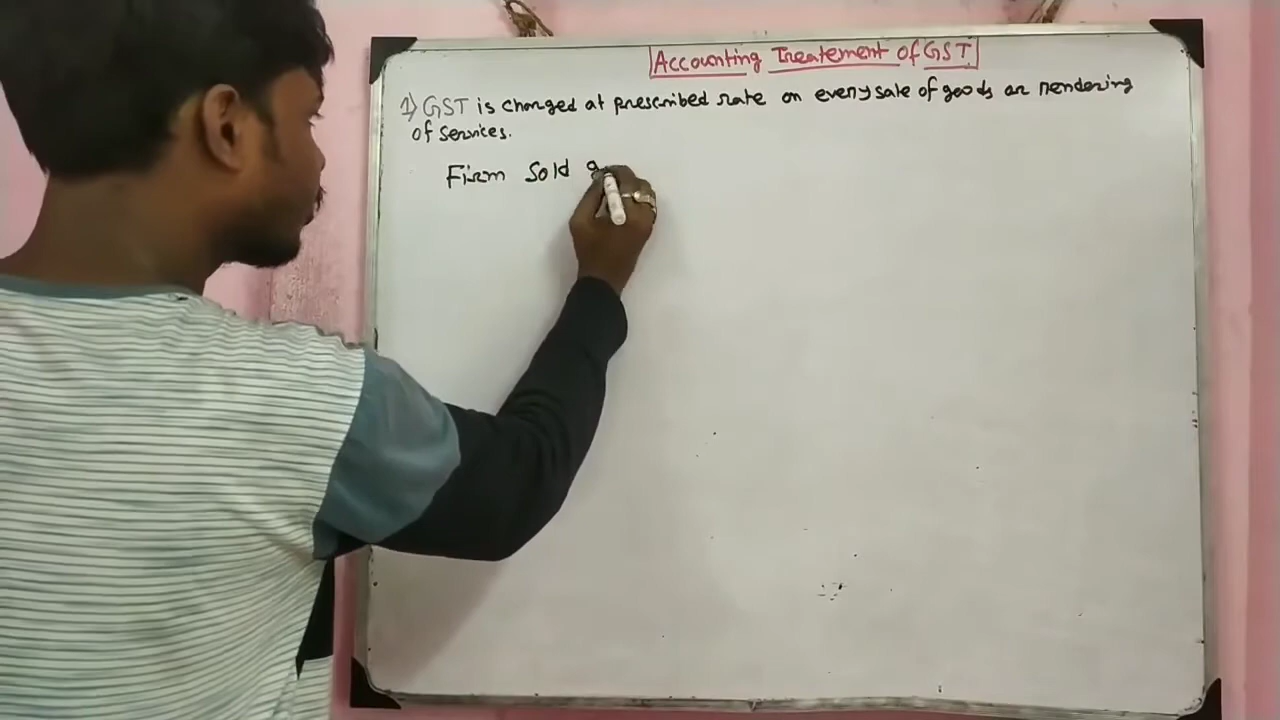 Accounting Treatement of GST
1) GST is charged at prescribed rate on every sale of goods or rendering
of services.
Firm Sold g